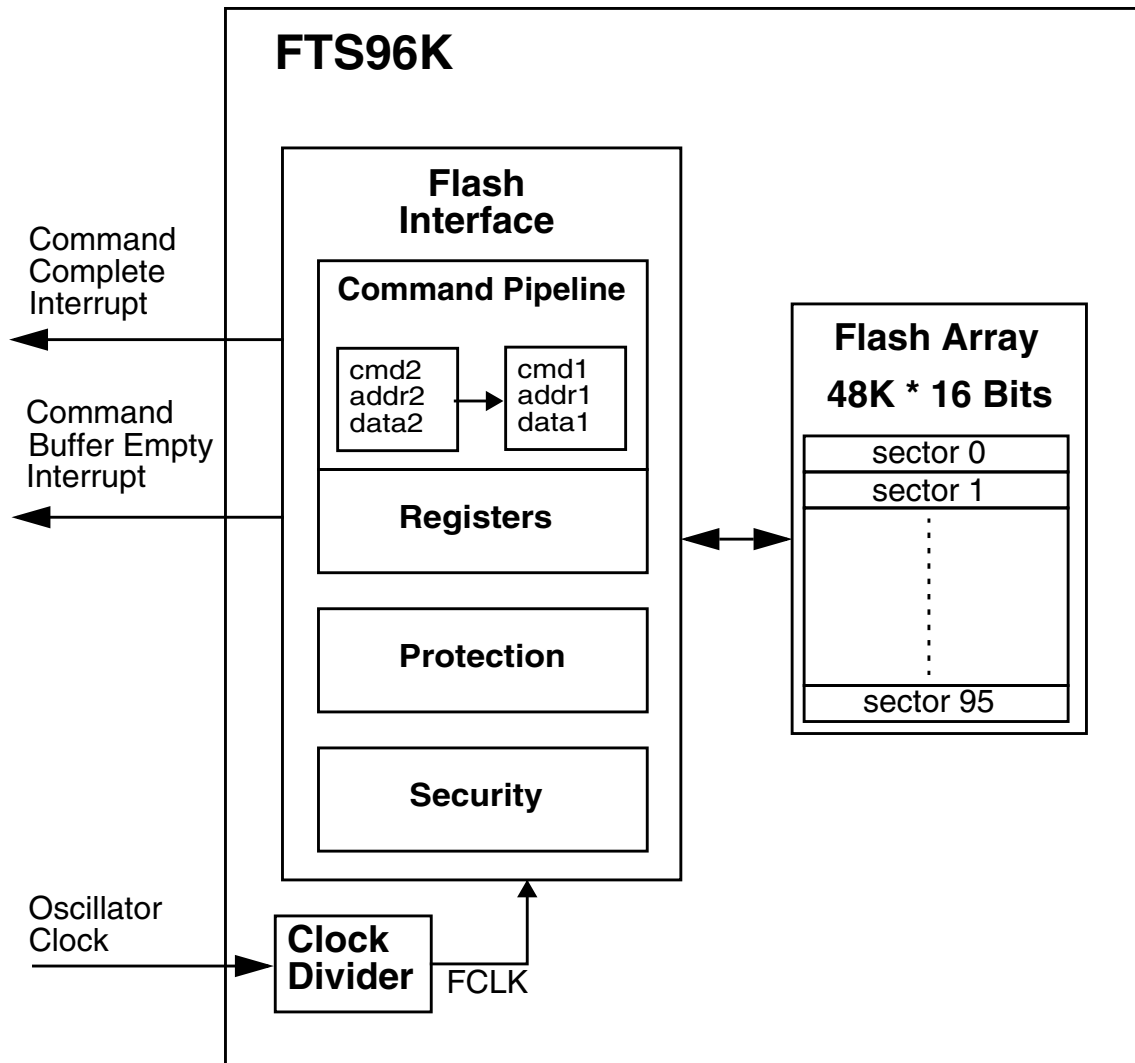 FTS96K
Flash
Interface
Command
Complete
Interrupt
Command Pipeline
cmd2
addr2
data2
cmd1
addr1
data1
Command
Buffer Empty
Interrupt
Registers
Protection
Security
Flash Array
48K * 16 Bits
sector 0
sector 1
sector 95
Oscillator
Clock
Clock
Divider
FCLK